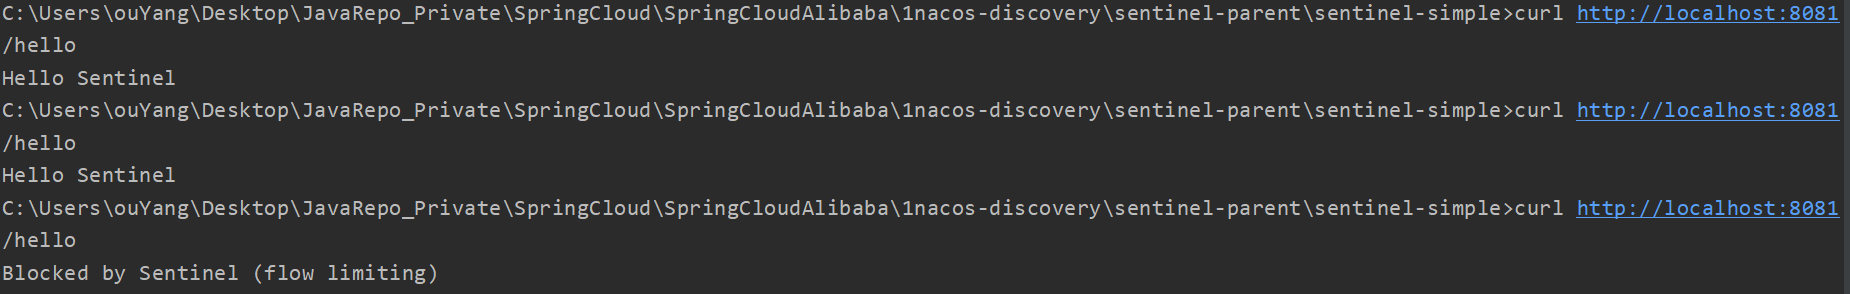 C:\Users\ouYang\Desktop\JavaRepo_Private\SpringCloud\SpringCloudAlibaba\1nacos-discovery\sentinel-parent\sentinel-simple>curl http://localhost:8081
/hello
Hello Sentinel
C:\Users\ouYang\Desktop\JavaRepo_Private\SpringCloud\SpringCloudAlibaba\1nacos-discovery\sentinel-parent\sentinel-simple>curl http://localhost:8081
/hello
Hello Sentinel
C:\Users\ouYang\Desktop\JavaRepo_Private\SpringCloud\SpringCloudAlibaba\1nacos-discovery\sentinel-parent\sentinel-simple>curl http://localhost:8081
/hello
Blocked by Sentinel (flow limiting)